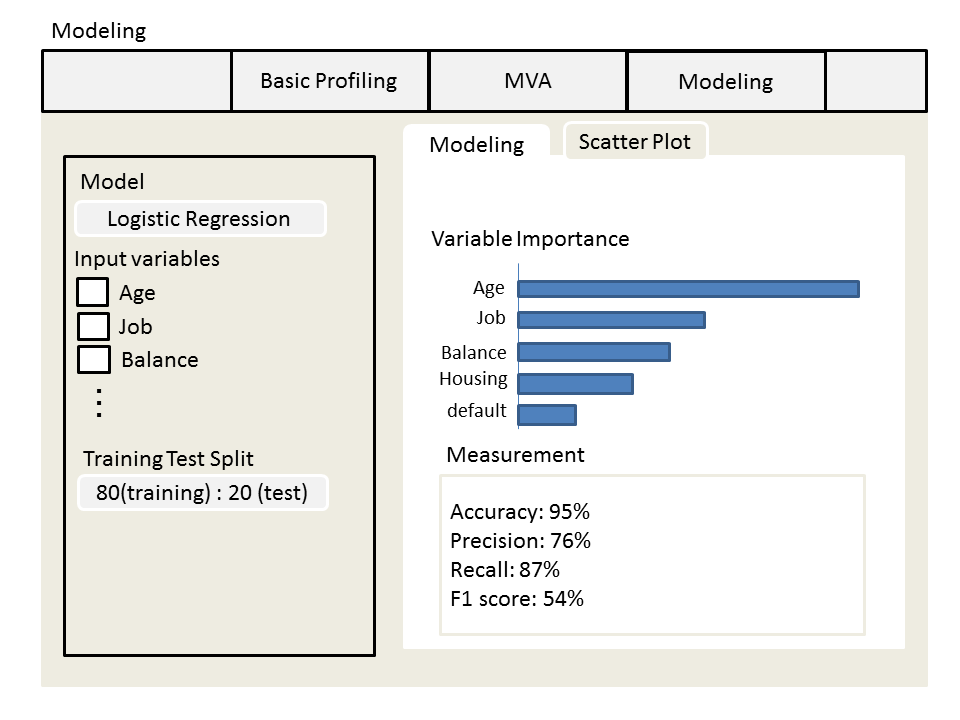 Modeling
Basic Profiling
MVA
Modeling
Modeling
Scatter Plot
Model
Logistic Regression
Input variables
Age
Job
Balance
Training Test Split
80(training) : 20 (test)
Variable Importance
Age
Job
Balance
Housing
default
Measurement
Accuracy: 95%
Precision: 76%
Recall: 87%
F1 score: 54%